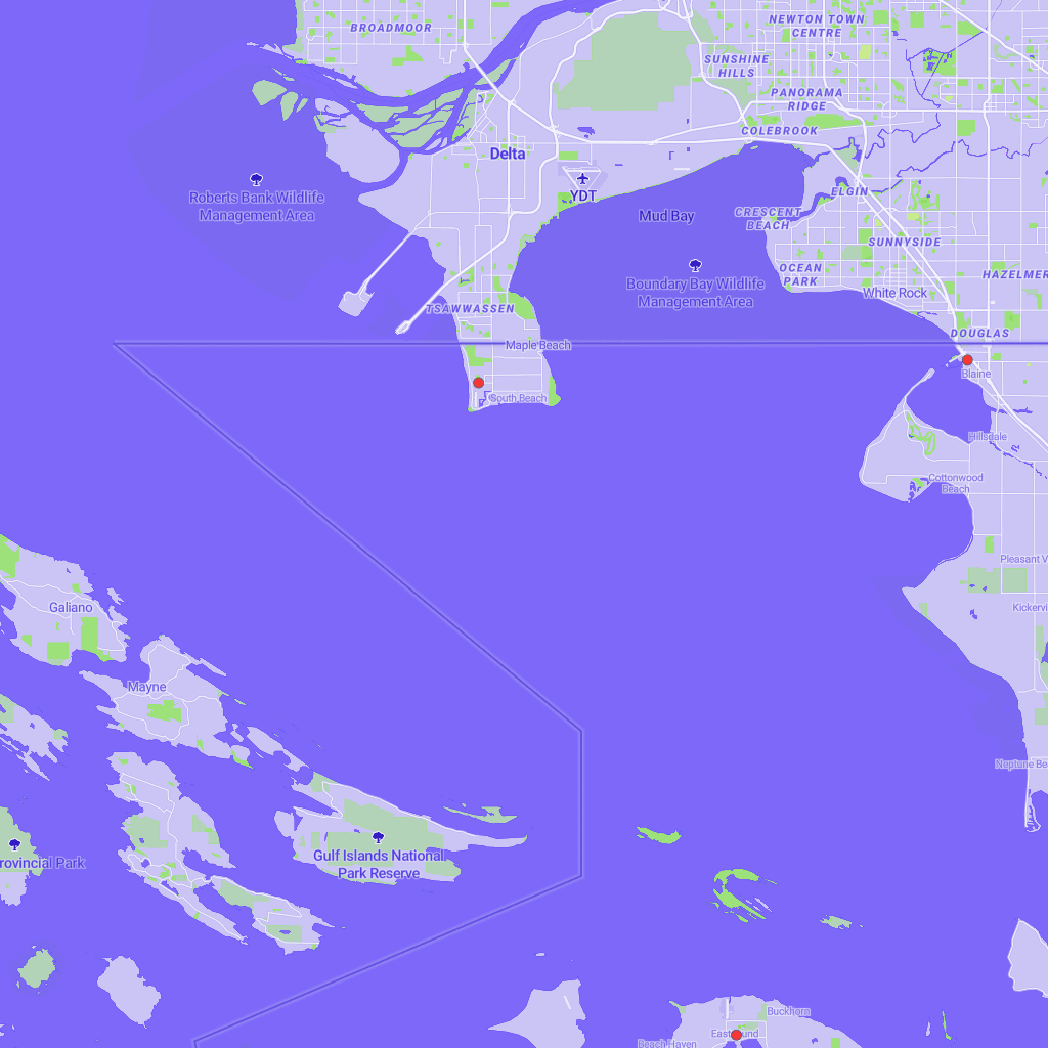 BROADMOOR
NEWTON TOWN
CENTRE
SUNSHINE
HILLS
PANORAMA
RIDGE
COLEBROOK
Delta
Roberts Bank Wildlife
Management Area
YDT
ELGIN
Mud Bay
CRESCENT
BEACH
SUNNYSIDE
OCEAN
PARK
HAZELMER
Boundary Bay Wildlife
Management Area
White Rock
TSAWWASSEN
DOUGLAS
Maple Beach
Blaine
South Beach
Hillsdale
Cottonwood
Beach
Pleasant V
Galiano
Kickervi
Mayne
Neptune Be
Gulf Islands National
Park Reserve
rovincial Park
Buckhorn
Eastsound
Beach Haven